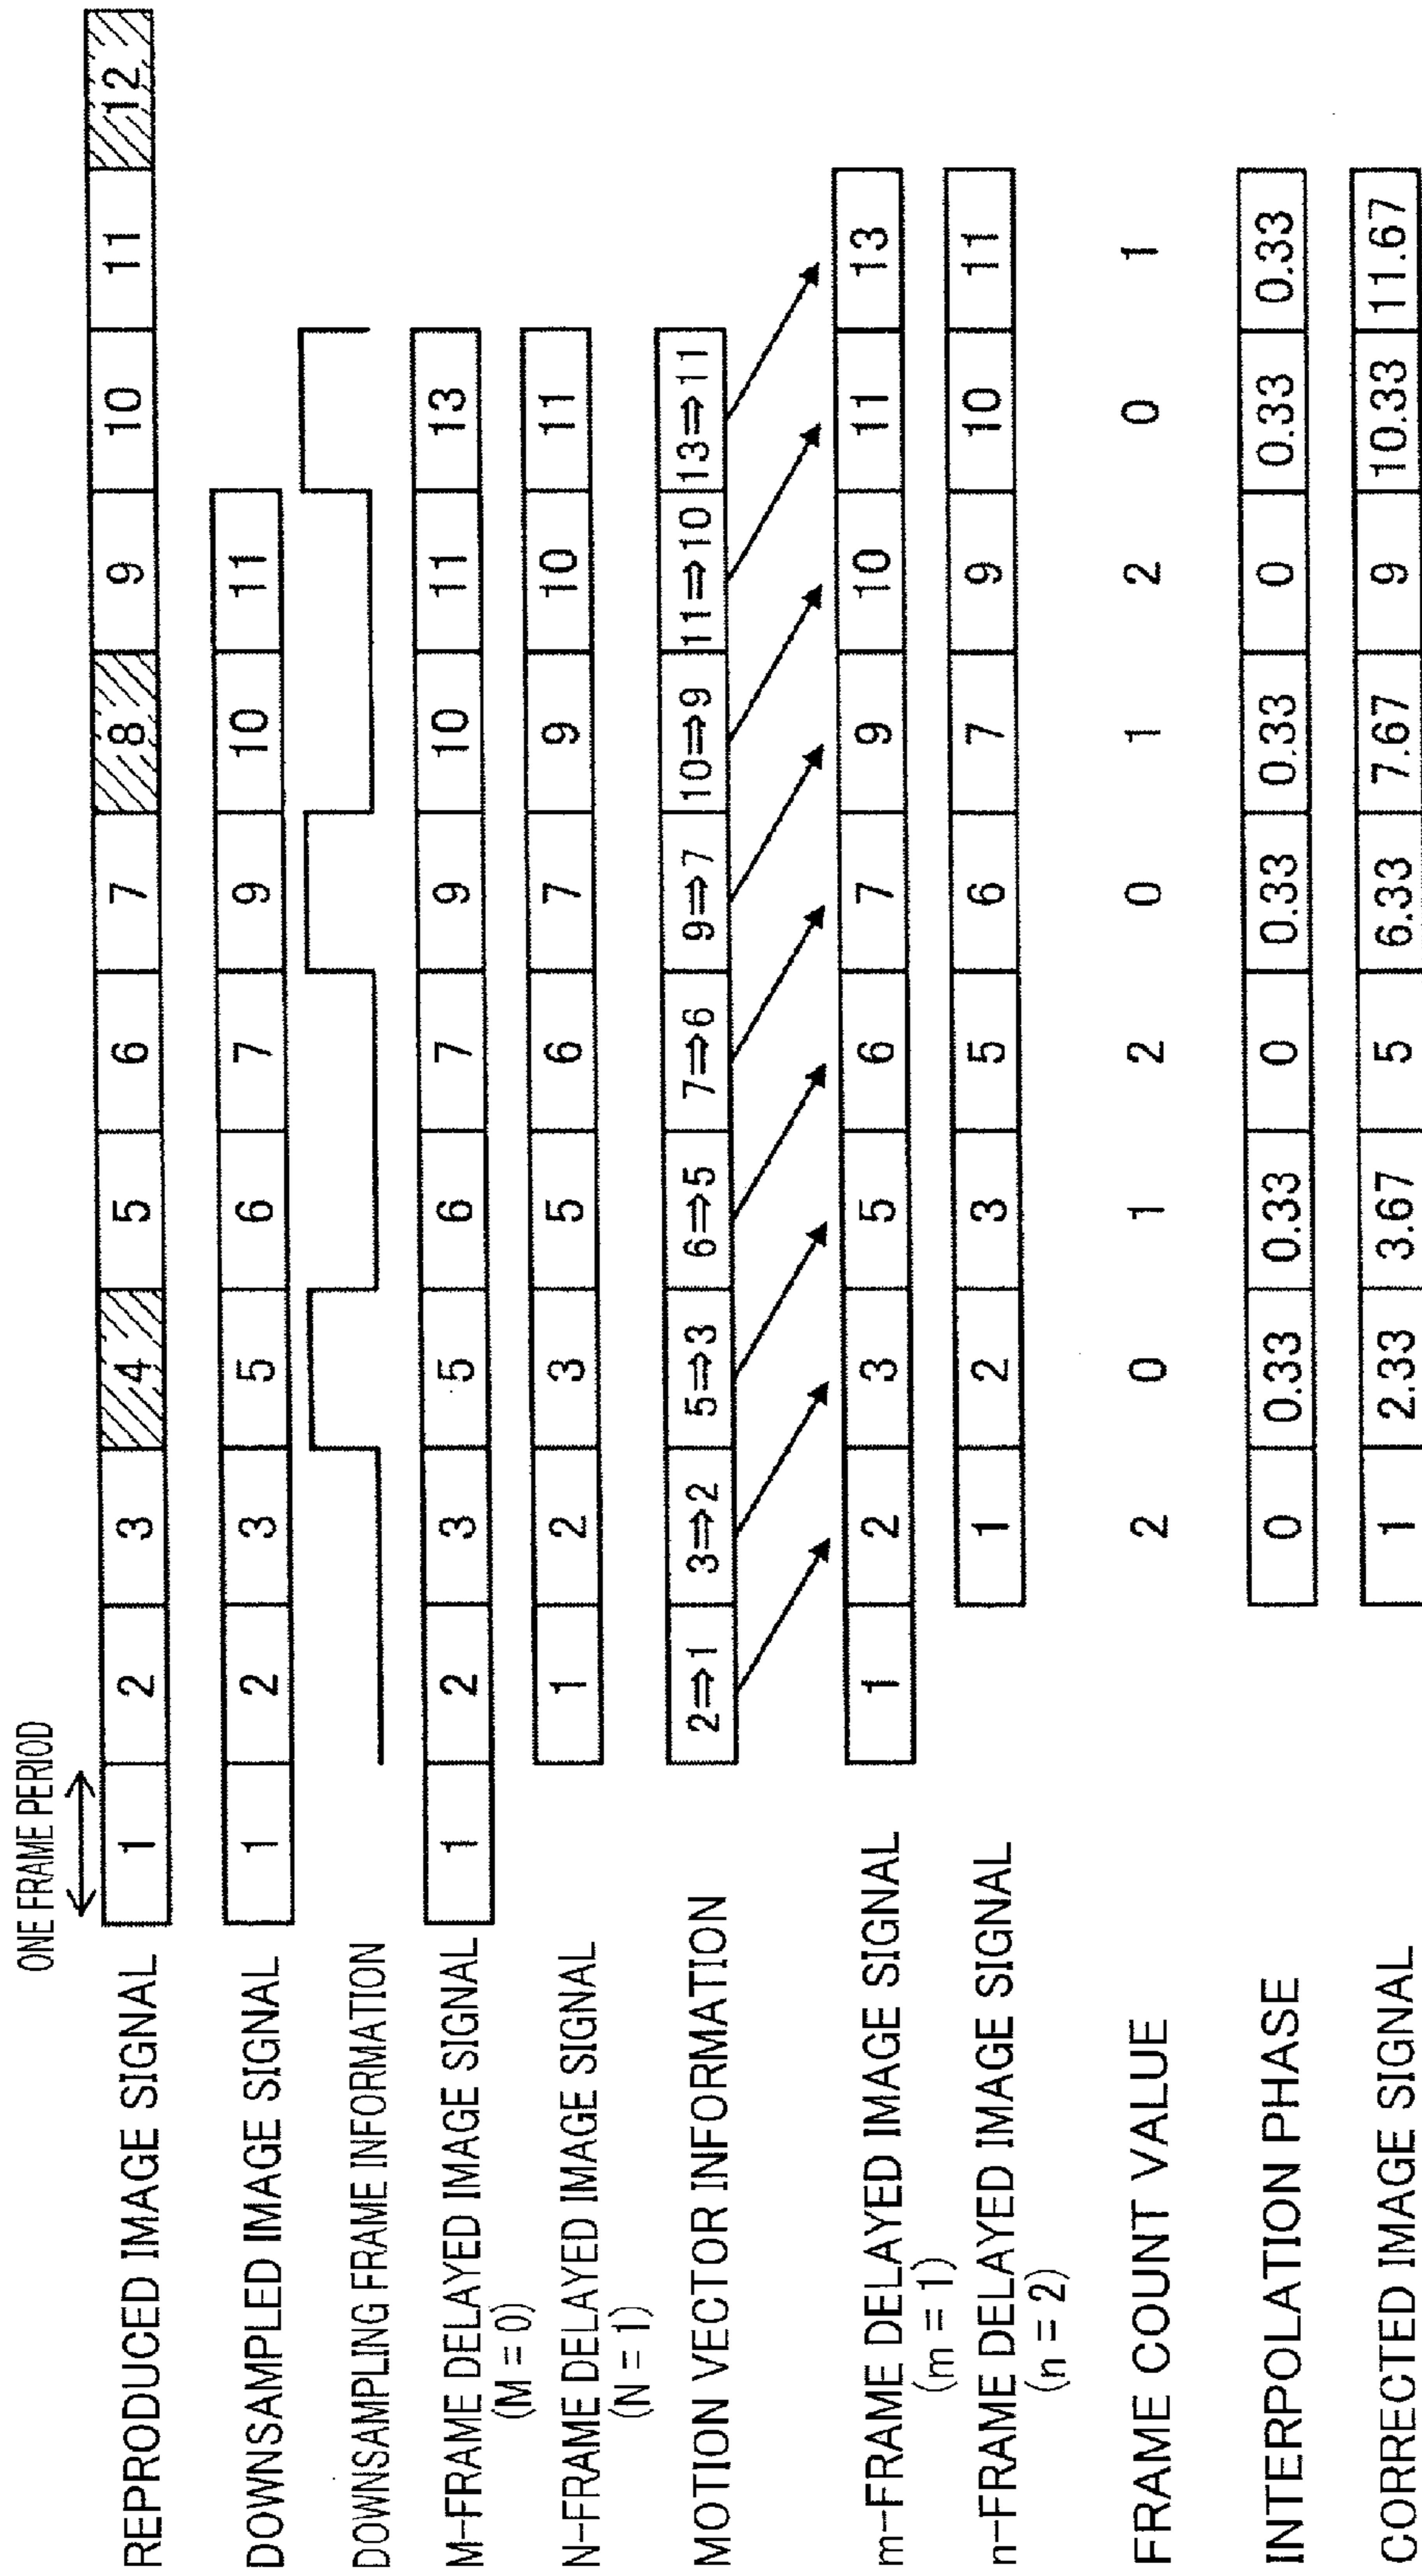 ONE FRAME PERIOD
REPRODUCED IMAGE SIGNAL 1 2 3 4 5 6 7 8 9 10 11 12
DOWNSAMPLED IMAGE SIGNAL 1 2 3 5 6 7 9 10 11
DOWNSAMPLING FRAME INFORMATION
M-FRAME DELAYED IMAGE SIGNAL 1 2 3 5 6 7 9 10 11 13
(M = 0)
N-FRAME DELAYED IMAGE SIGNAL 1 2 3 5 6 7 9 10 11
(N = 1)
MOTION VECTOR INFORMATION 2⇒1 3⇒2 5⇒3 6⇒5 7⇒6 9⇒7 10⇒9 11⇒10 13⇒11
m-FRAME DELAYED IMAGE SIGNAL 1 2 3 5 6 7 9 10 11 13
(m = 1)
n-FRAME DELAYED IMAGE SIGNAL 1 2 3 5 6 7 9 10 11
(n = 2)
FRAME COUNT VALUE 2 0 1 2 0 1 2 0 1
INTERPOLATION PHASE 0 0.33 0.33 0 0.33 0.33 0 0.33 0.33
CORRECTED IMAGE SIGNAL 1 2.33 3.67 5 6.33 7.67 9 10.33 11.67